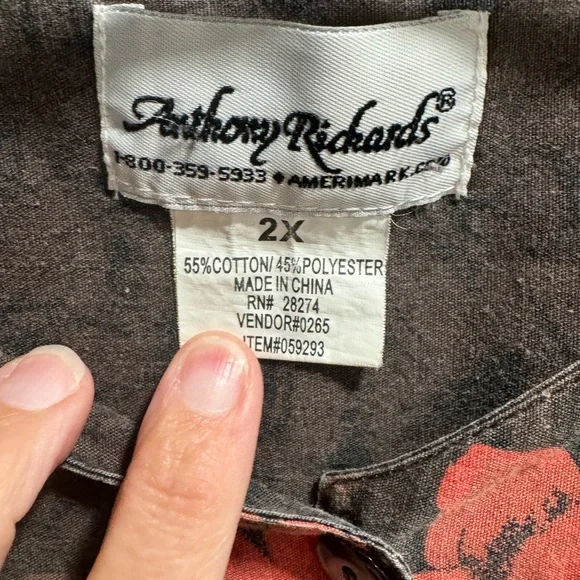 Anthony Richards®
1-800-359-5933 ◆ AMERIMARK.COM
2X
55%COTTON/45%POLYESTER
MADE IN CHINA
RN# 28274
VENDOR#0265
ITEM#059293